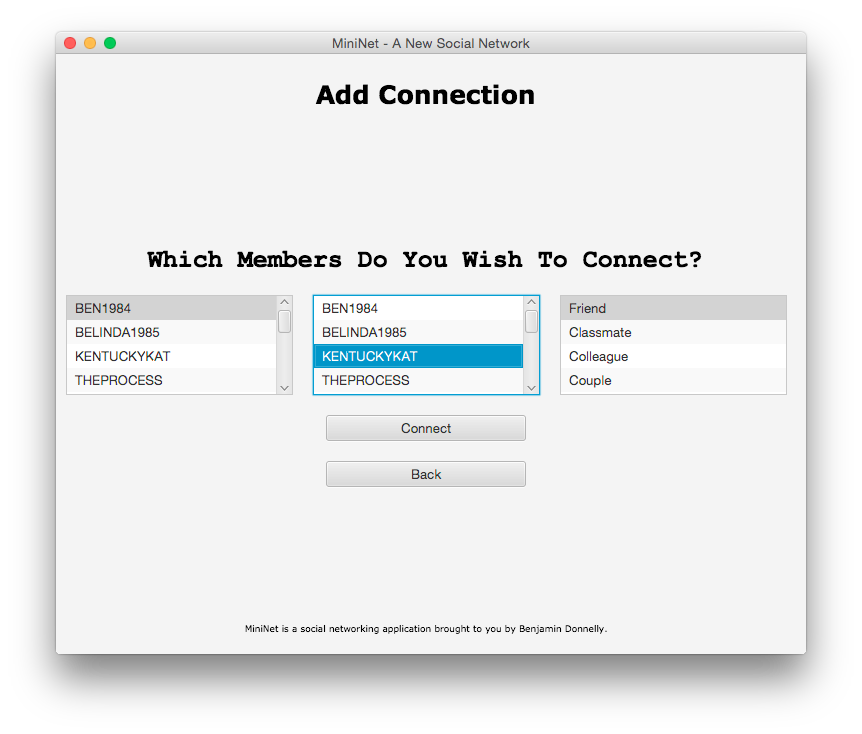 MiniNet - A New Social Network
Add Connection
Which Members Do You Wish To Connect?
BEN1984
BELINDA1985
KENTUCKYKAT
THEPROCESS
BEN1984
BELINDA1985
KENTUCKYKAT
THEPROCESS
Friend
Classmate
Colleague
Couple
Connect
Back
MiniNet is a social networking application brought to you by Benjamin Donnelly.